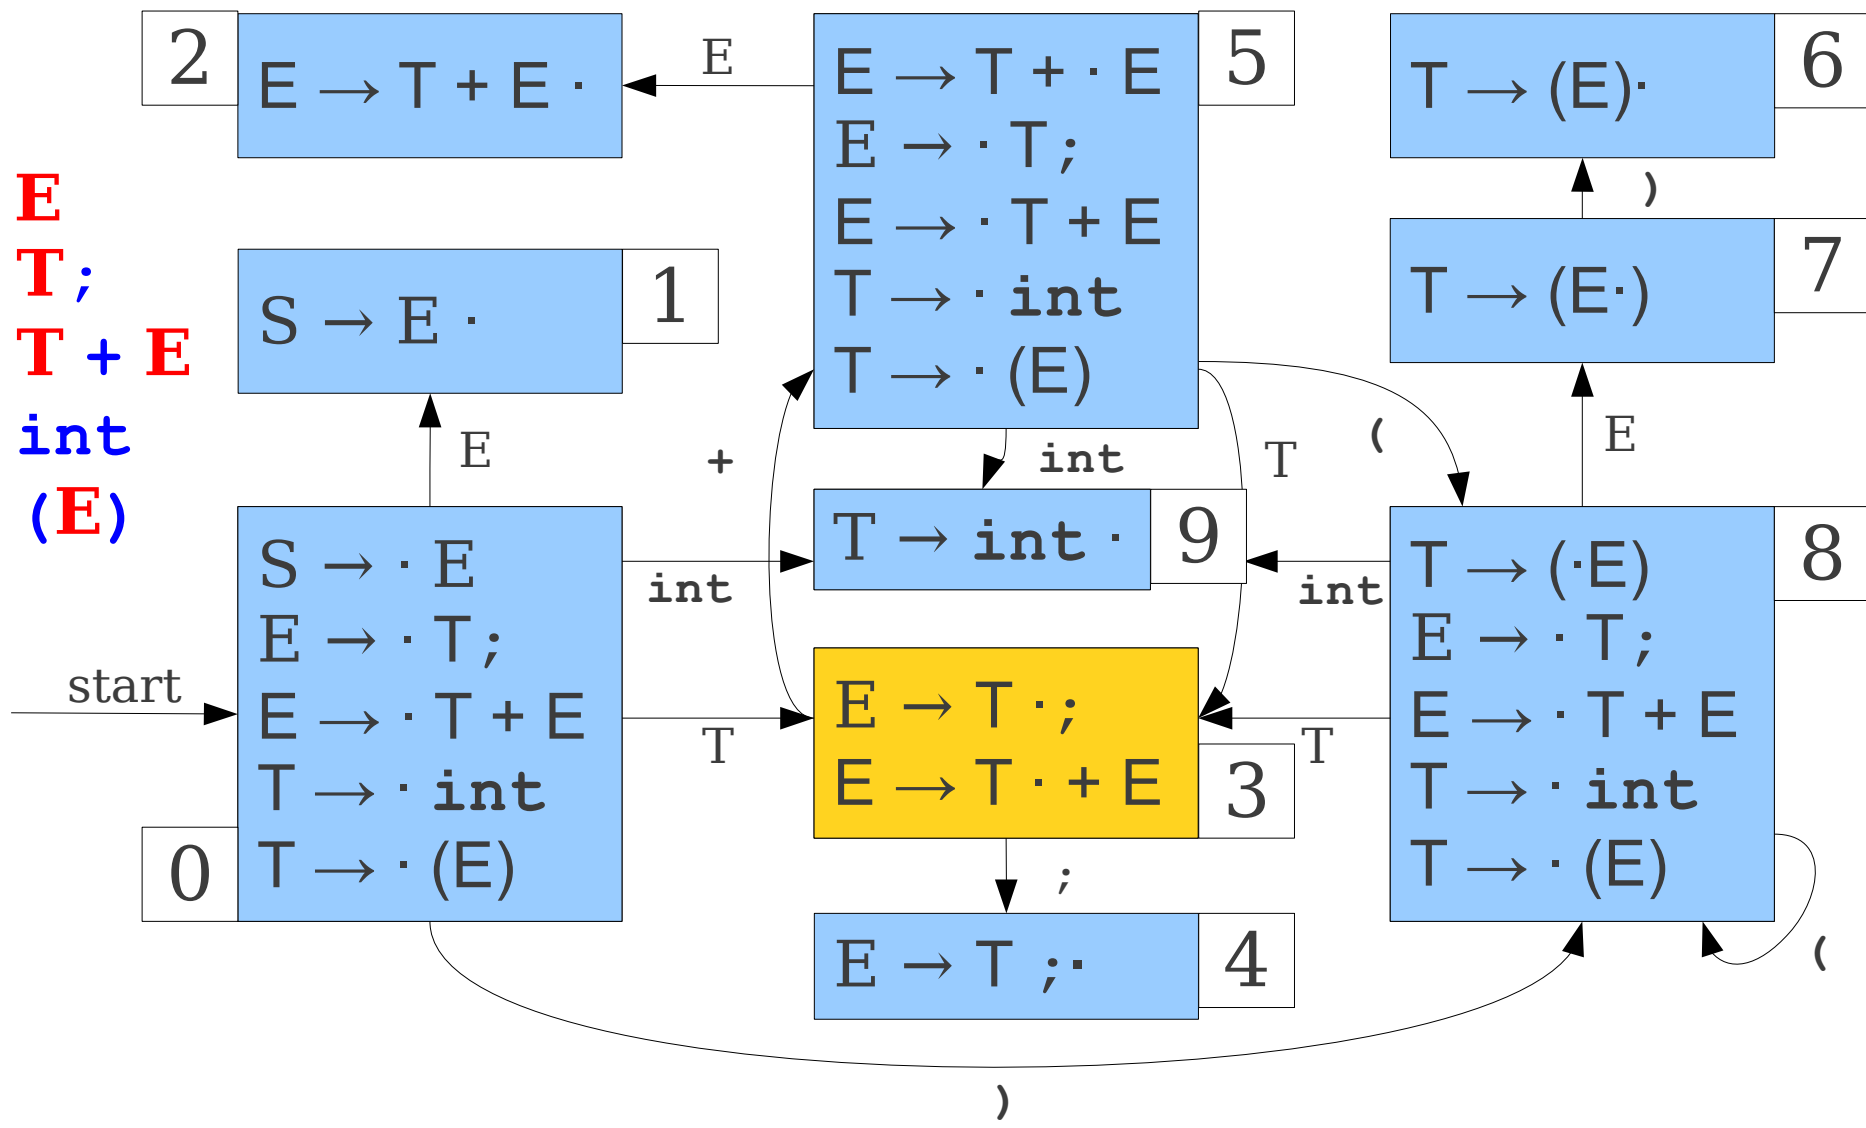 2
E → T + E ·
E
E → T + · E
E → · T ;
E → · T + E
T → · int
T → · (E)
5
T → (E)·
6
)
T → (E·)
7
E
E
T ;
T + E
int
(E)
S → E ·
1
E
+
int
T
(
T → int ·
9
int
int
start
S → · E
E → · T ;
E → · T + E
T → · int
T → · (E)
0
T
E → T · ;
E → T · + E
3
T
T → (·E)
E → · T ;
E → · T + E
T → · int
T → · (E)
8
;
E → T ;·
4
(
)